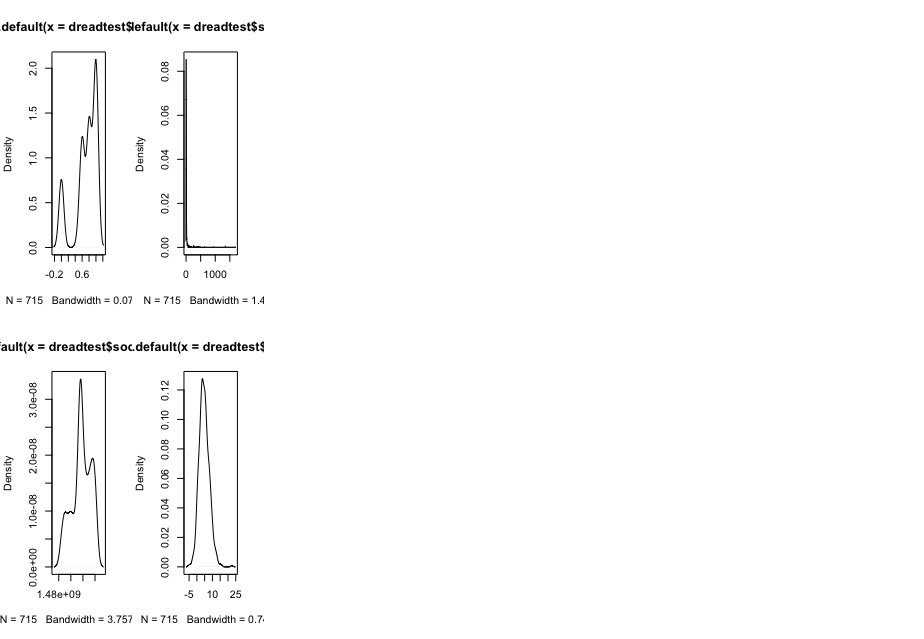 .default(x = dreadtest$
lefault(x = dreadtest$s
Density
0.0 0.5 1.0 1.5 2.0
-0.2 0.6
N = 715 Bandwidth = 0.07
Density
0.00 0.02 0.04 0.06 0.08
0 1000
N = 715 Bandwidth = 1.4
fault(x = dreadtest$soc
.default(x = dreadtest$
Density
0.0e+00 1.0e-08 2.0e-08 3.0e-08
1.48e+09
N = 715 Bandwidth = 3.757
Density
0.00 0.02 0.04 0.06 0.08 0.10 0.12
-5 10 25
N = 715 Bandwidth = 0.7